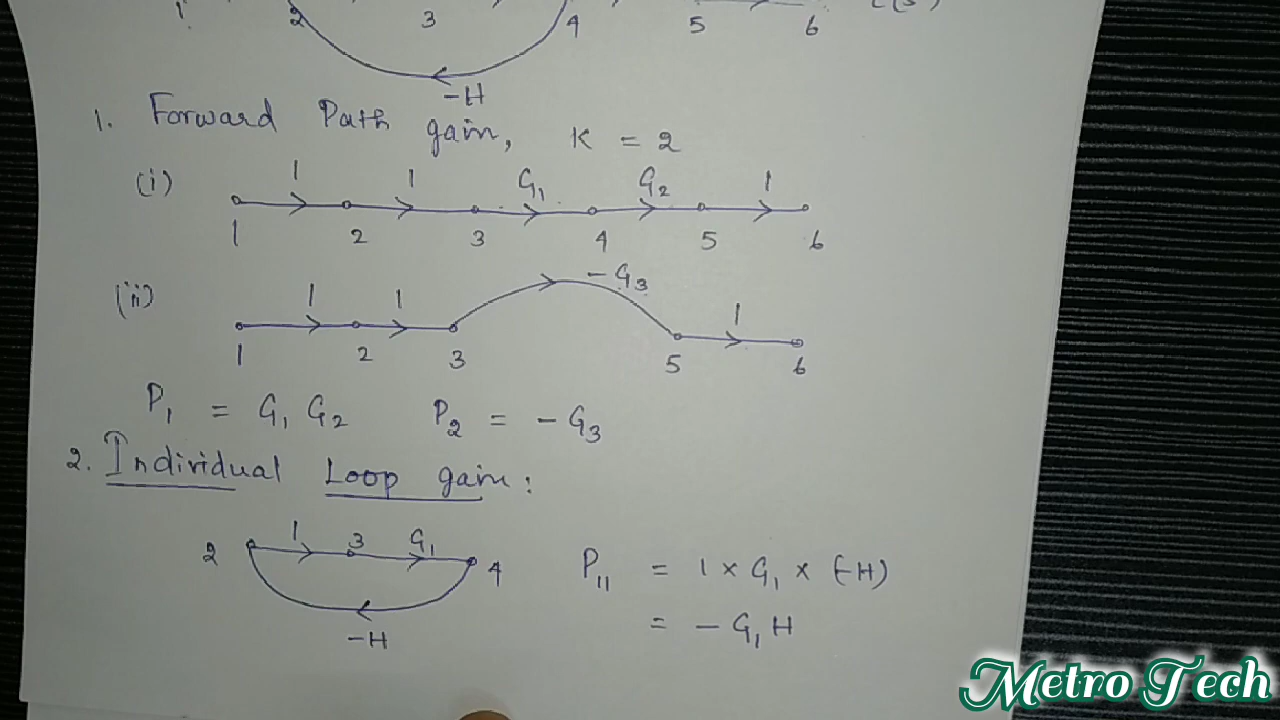 1 2 3 4 5 6
-H
1. Forward Path gain, K = 2
(i) 1 1 G₁ G₂ 1
1 2 3 4 5 6
(ii) 1 1 -G₃ 1
1 2 3 5 6
P₁ = G₁ G₂ P₂ = - G₃
2. Individual Loop gain:
2 1 3 G₁ 4
-H
P₁₁ = 1 × G₁ × (-H)
= - G₁ H
Metro Tech